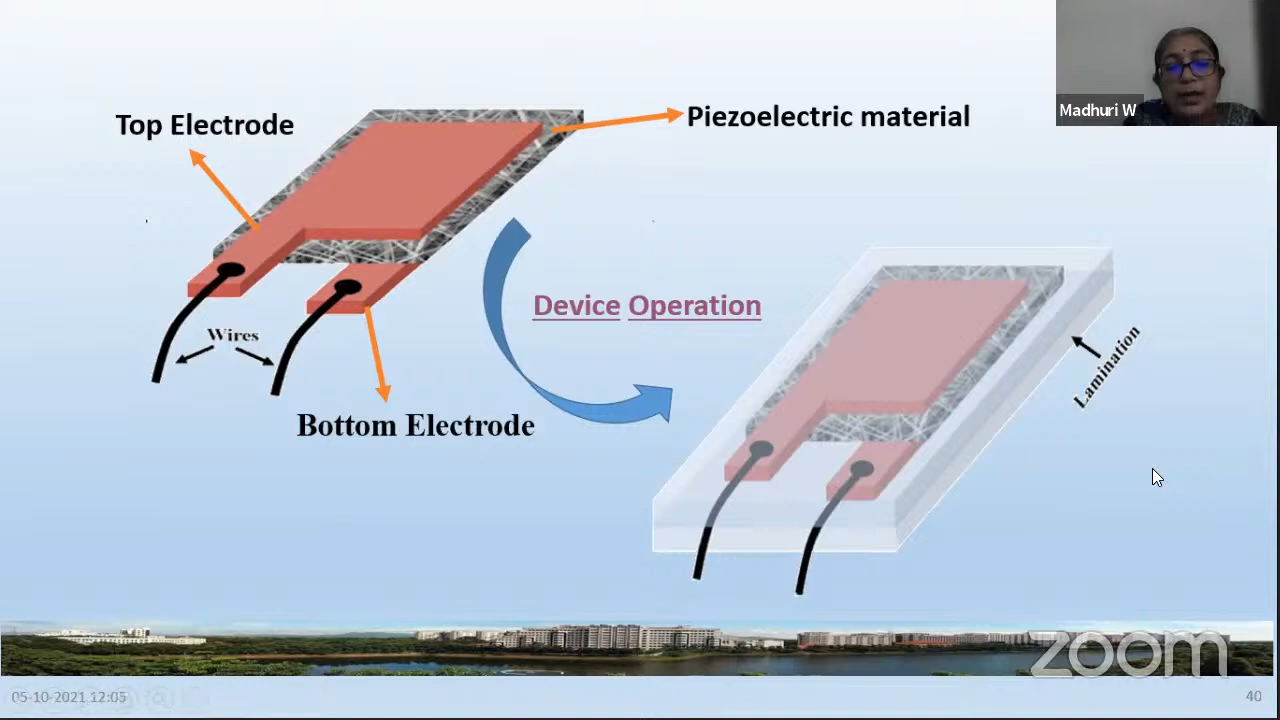 Madhuri W
Top Electrode
Piezoelectric material
Device Operation
Wires
Lamination
Bottom Electrode
zoom
05-10-2021 12:05
40